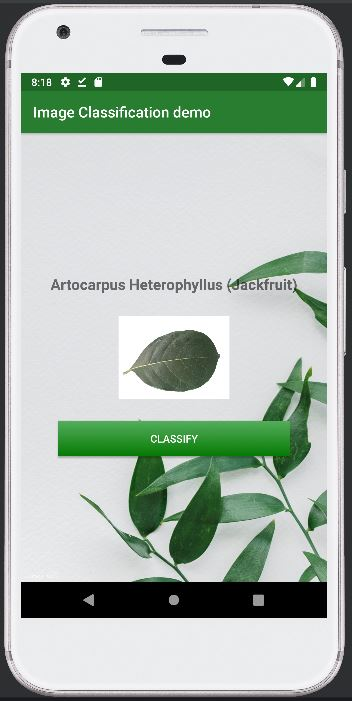 8:18
Image Classification demo
Artocarpus Heterophyllus (Jackfruit)
CLASSIFY